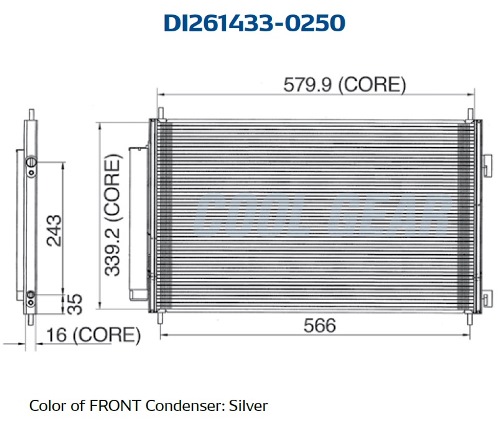 DI261433-0250
579.9 (CORE)
243
339.2 (CORE)
COOL GEAR
35
16 (CORE)
566
Color of FRONT Condenser: Silver